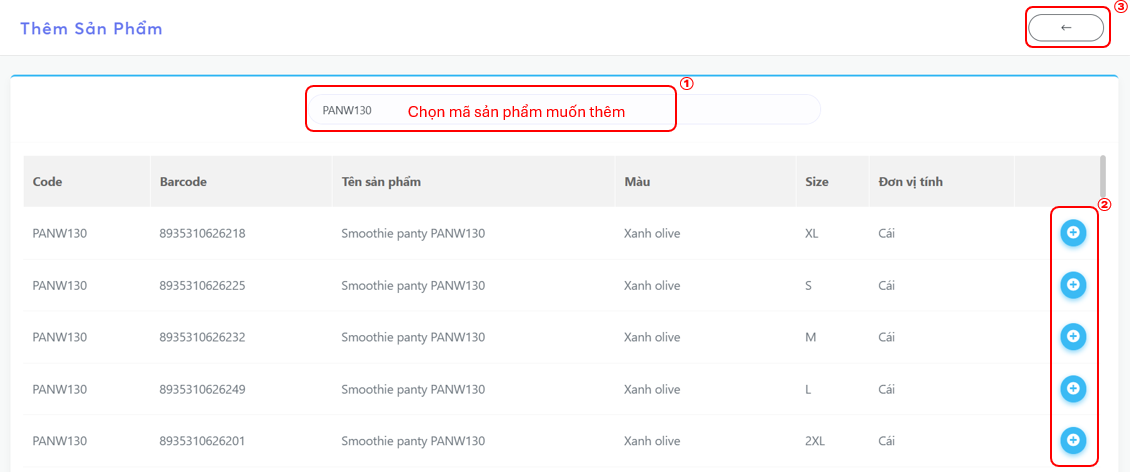 Thêm Sản Phẩm ← ③
①
PANW130 Chọn mã sản phẩm muốn thêm
Code Barcode Tên sản phẩm Màu Size Đơn vị tính
②
PANW130 8935310626218 Smoothie panty PANW130 Xanh olive XL Cái
PANW130 8935310626225 Smoothie panty PANW130 Xanh olive S Cái
PANW130 8935310626232 Smoothie panty PANW130 Xanh olive M Cái
PANW130 8935310626249 Smoothie panty PANW130 Xanh olive L Cái
PANW130 8935310626201 Smoothie panty PANW130 Xanh olive 2XL Cái